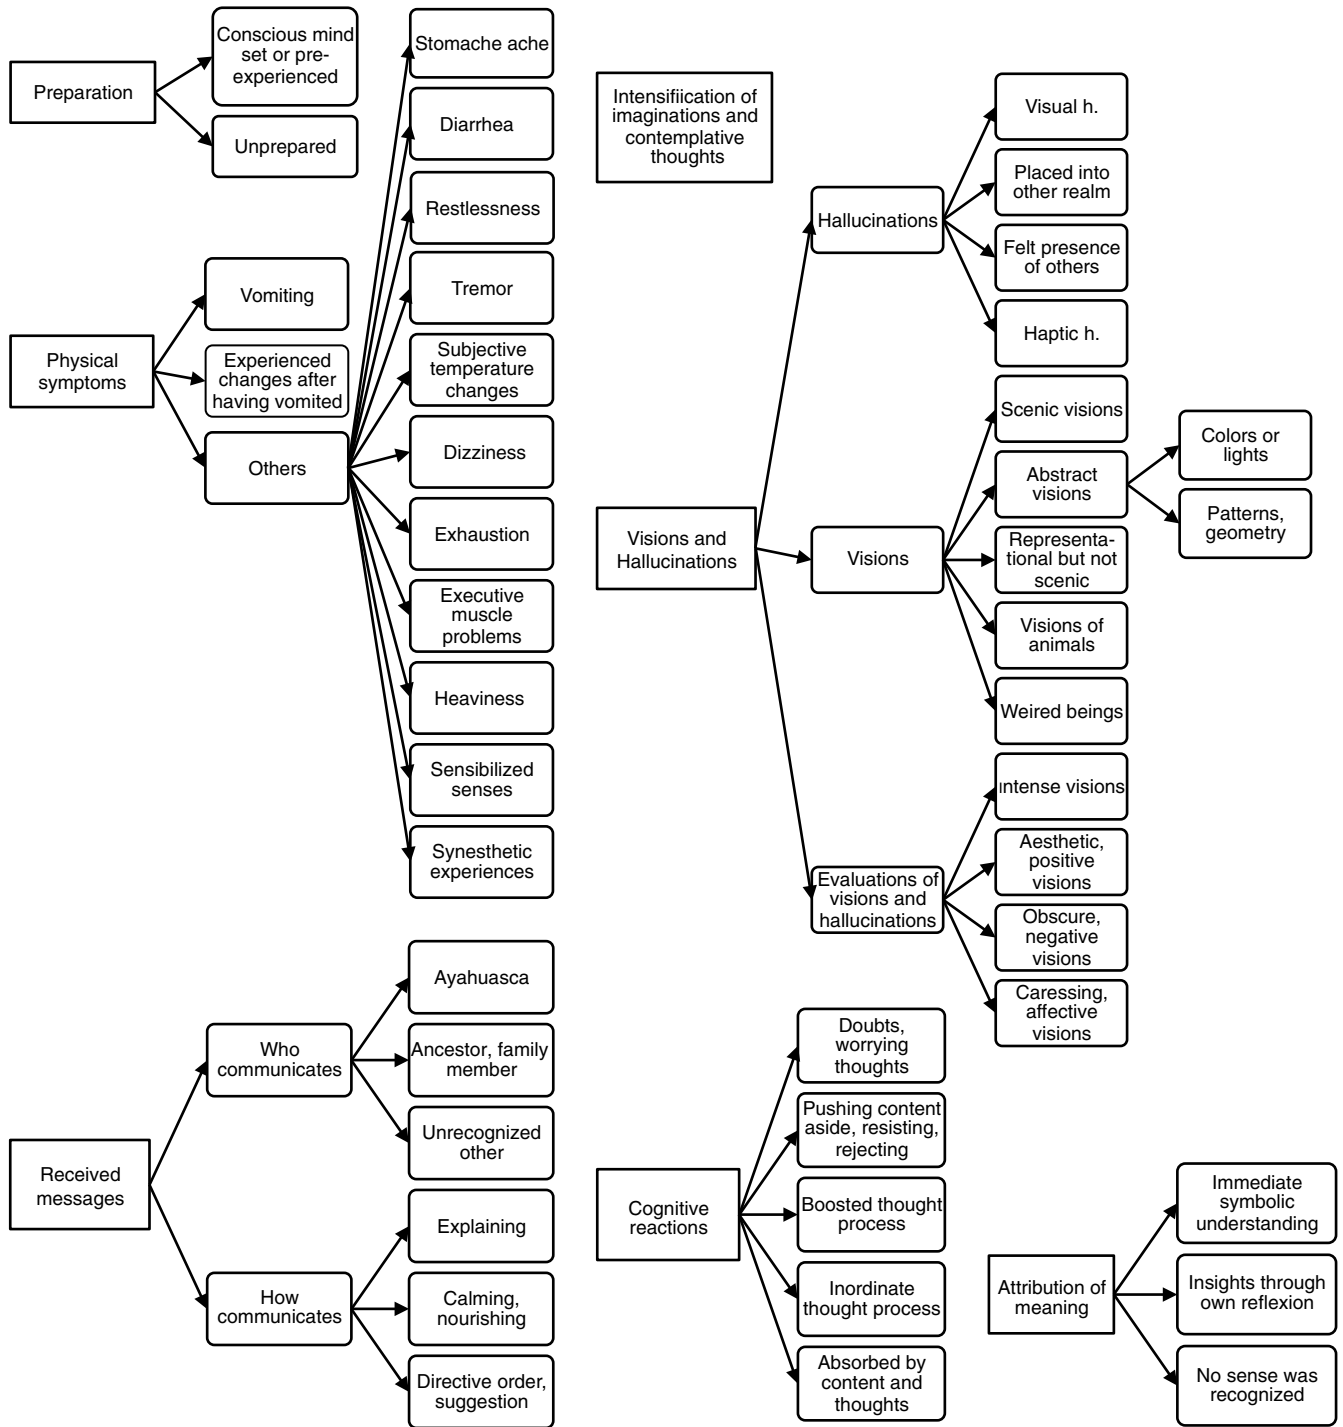 Preparation
Conscious mind
set or pre-
experienced
Unprepared
Physical
symptoms
Vomiting
Experienced
changes after
having vomited
Others
Stomache ache
Diarrhea
Restlessness
Tremor
Subjective
temperature
changes
Dizziness
Exhaustion
Executive
muscle
problems
Heaviness
Sensibilized
senses
Synesthetic
experiences
Received
messages
Who
communicates
Ayahuasca
Ancestor, family
member
Unrecognized
other
How
communicates
Explaining
Calming,
nourishing
Directive order,
suggestion
Intensifiication of
imaginations and
contemplative
thoughts
Visions and
Hallucinations
Hallucinations
Visual h.
Placed into
other realm
Felt presence
of others
Haptic h.
Visions
Scenic visions
Abstract
visions
Colors or
lights
Patterns,
geometry
Representa-
tional but not
scenic
Visions of
animals
Weired beings
Evaluations of
visions and
hallucinations
Intense visions
Aesthetic,
positive
visions
Obscure,
negative
visions
Caressing,
affective
visions
Cognitive
reactions
Doubts,
worrying
thoughts
Pushing content
aside, resisting,
rejecting
Boosted thought
process
Inordinate
thought process
Absorbed by
content and
thoughts
Attribution of
meaning
Immediate
symbolic
understanding
Insights through
own reflexion
No sense was
recognized